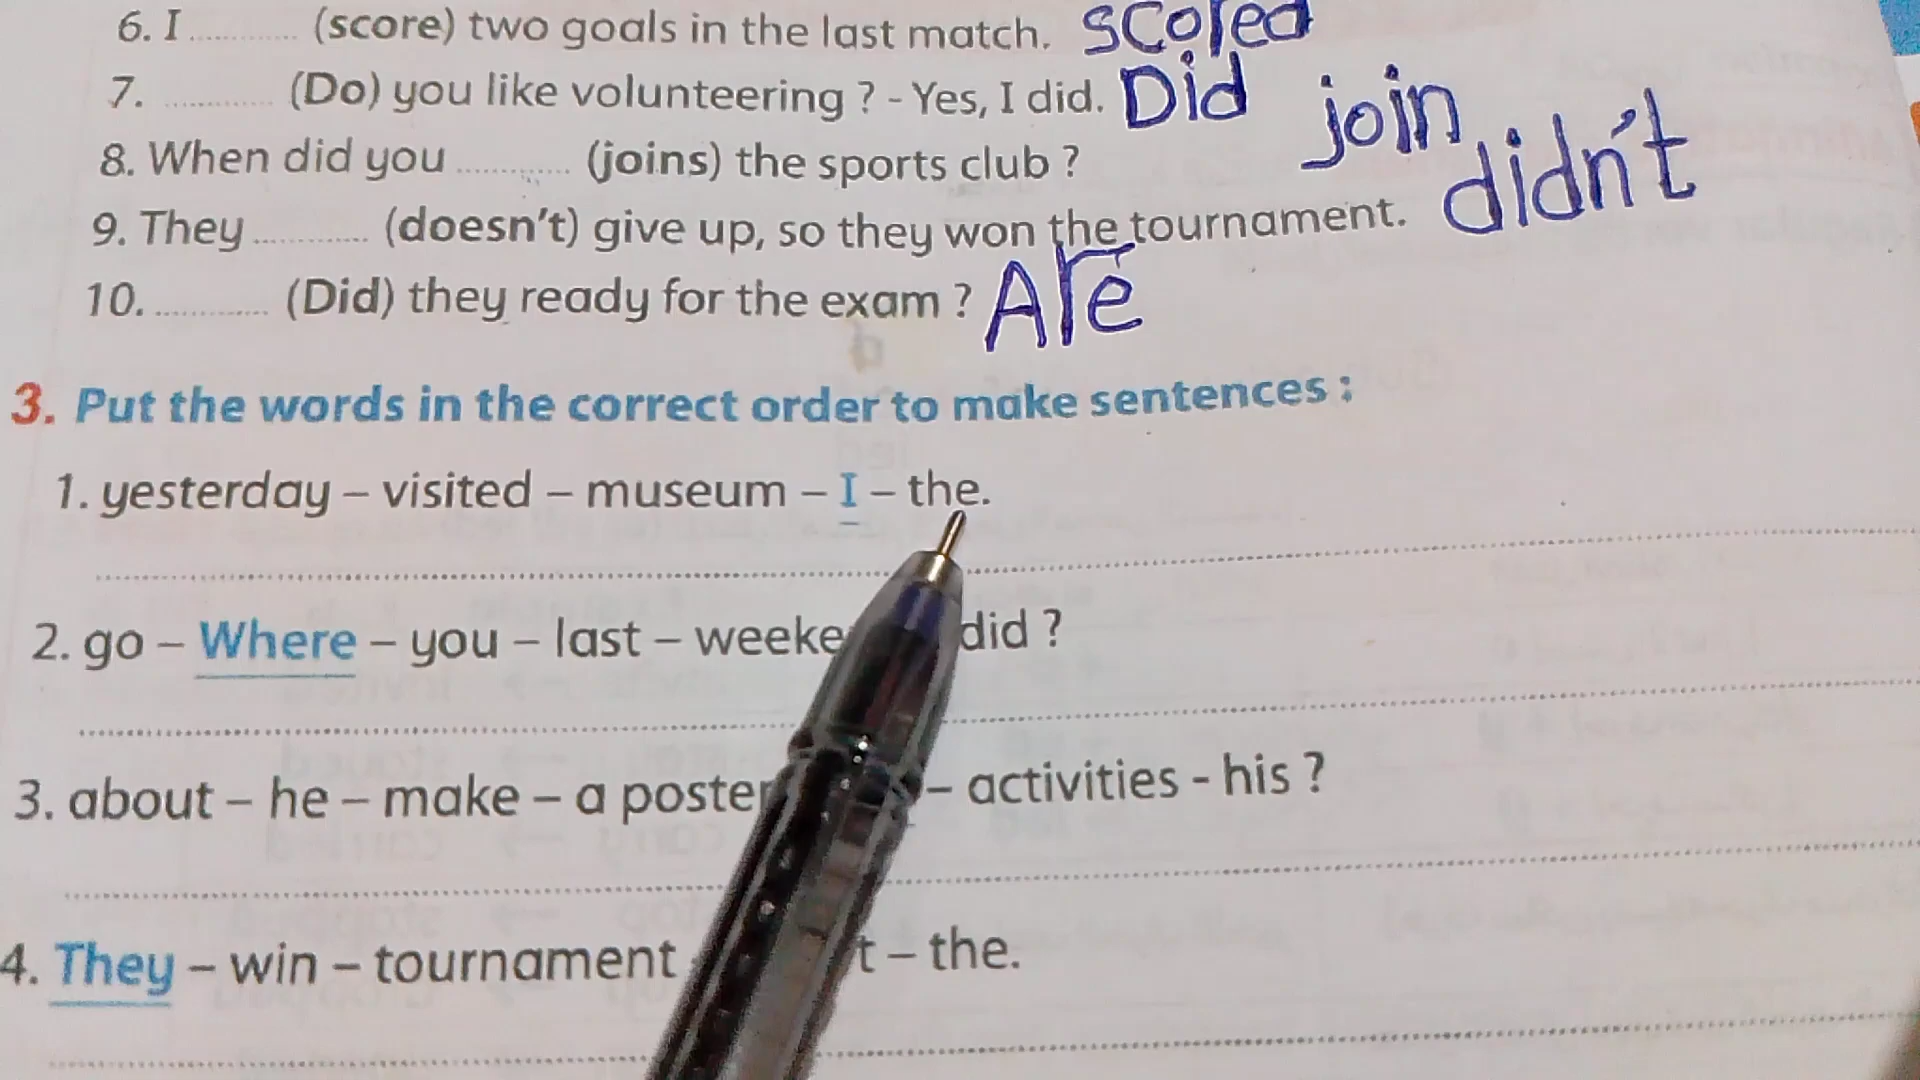 6. I ............ (score) two goals in the last match. scored
7. ............ (Do) you like volunteering ? - Yes, I did. Did join
8. When did you ............ (joins) the sports club ?
9. They ............ (doesn't) give up, so they won the tournament. didn't
10. ............ (Did) they ready for the exam ? Are
3. Put the words in the correct order to make sentences :
1. yesterday – visited – museum – I – the.
2. go – Where – you – last – did ?
3. about – he – make – a poster – activities - his ?
4. They – win – tournament – the.